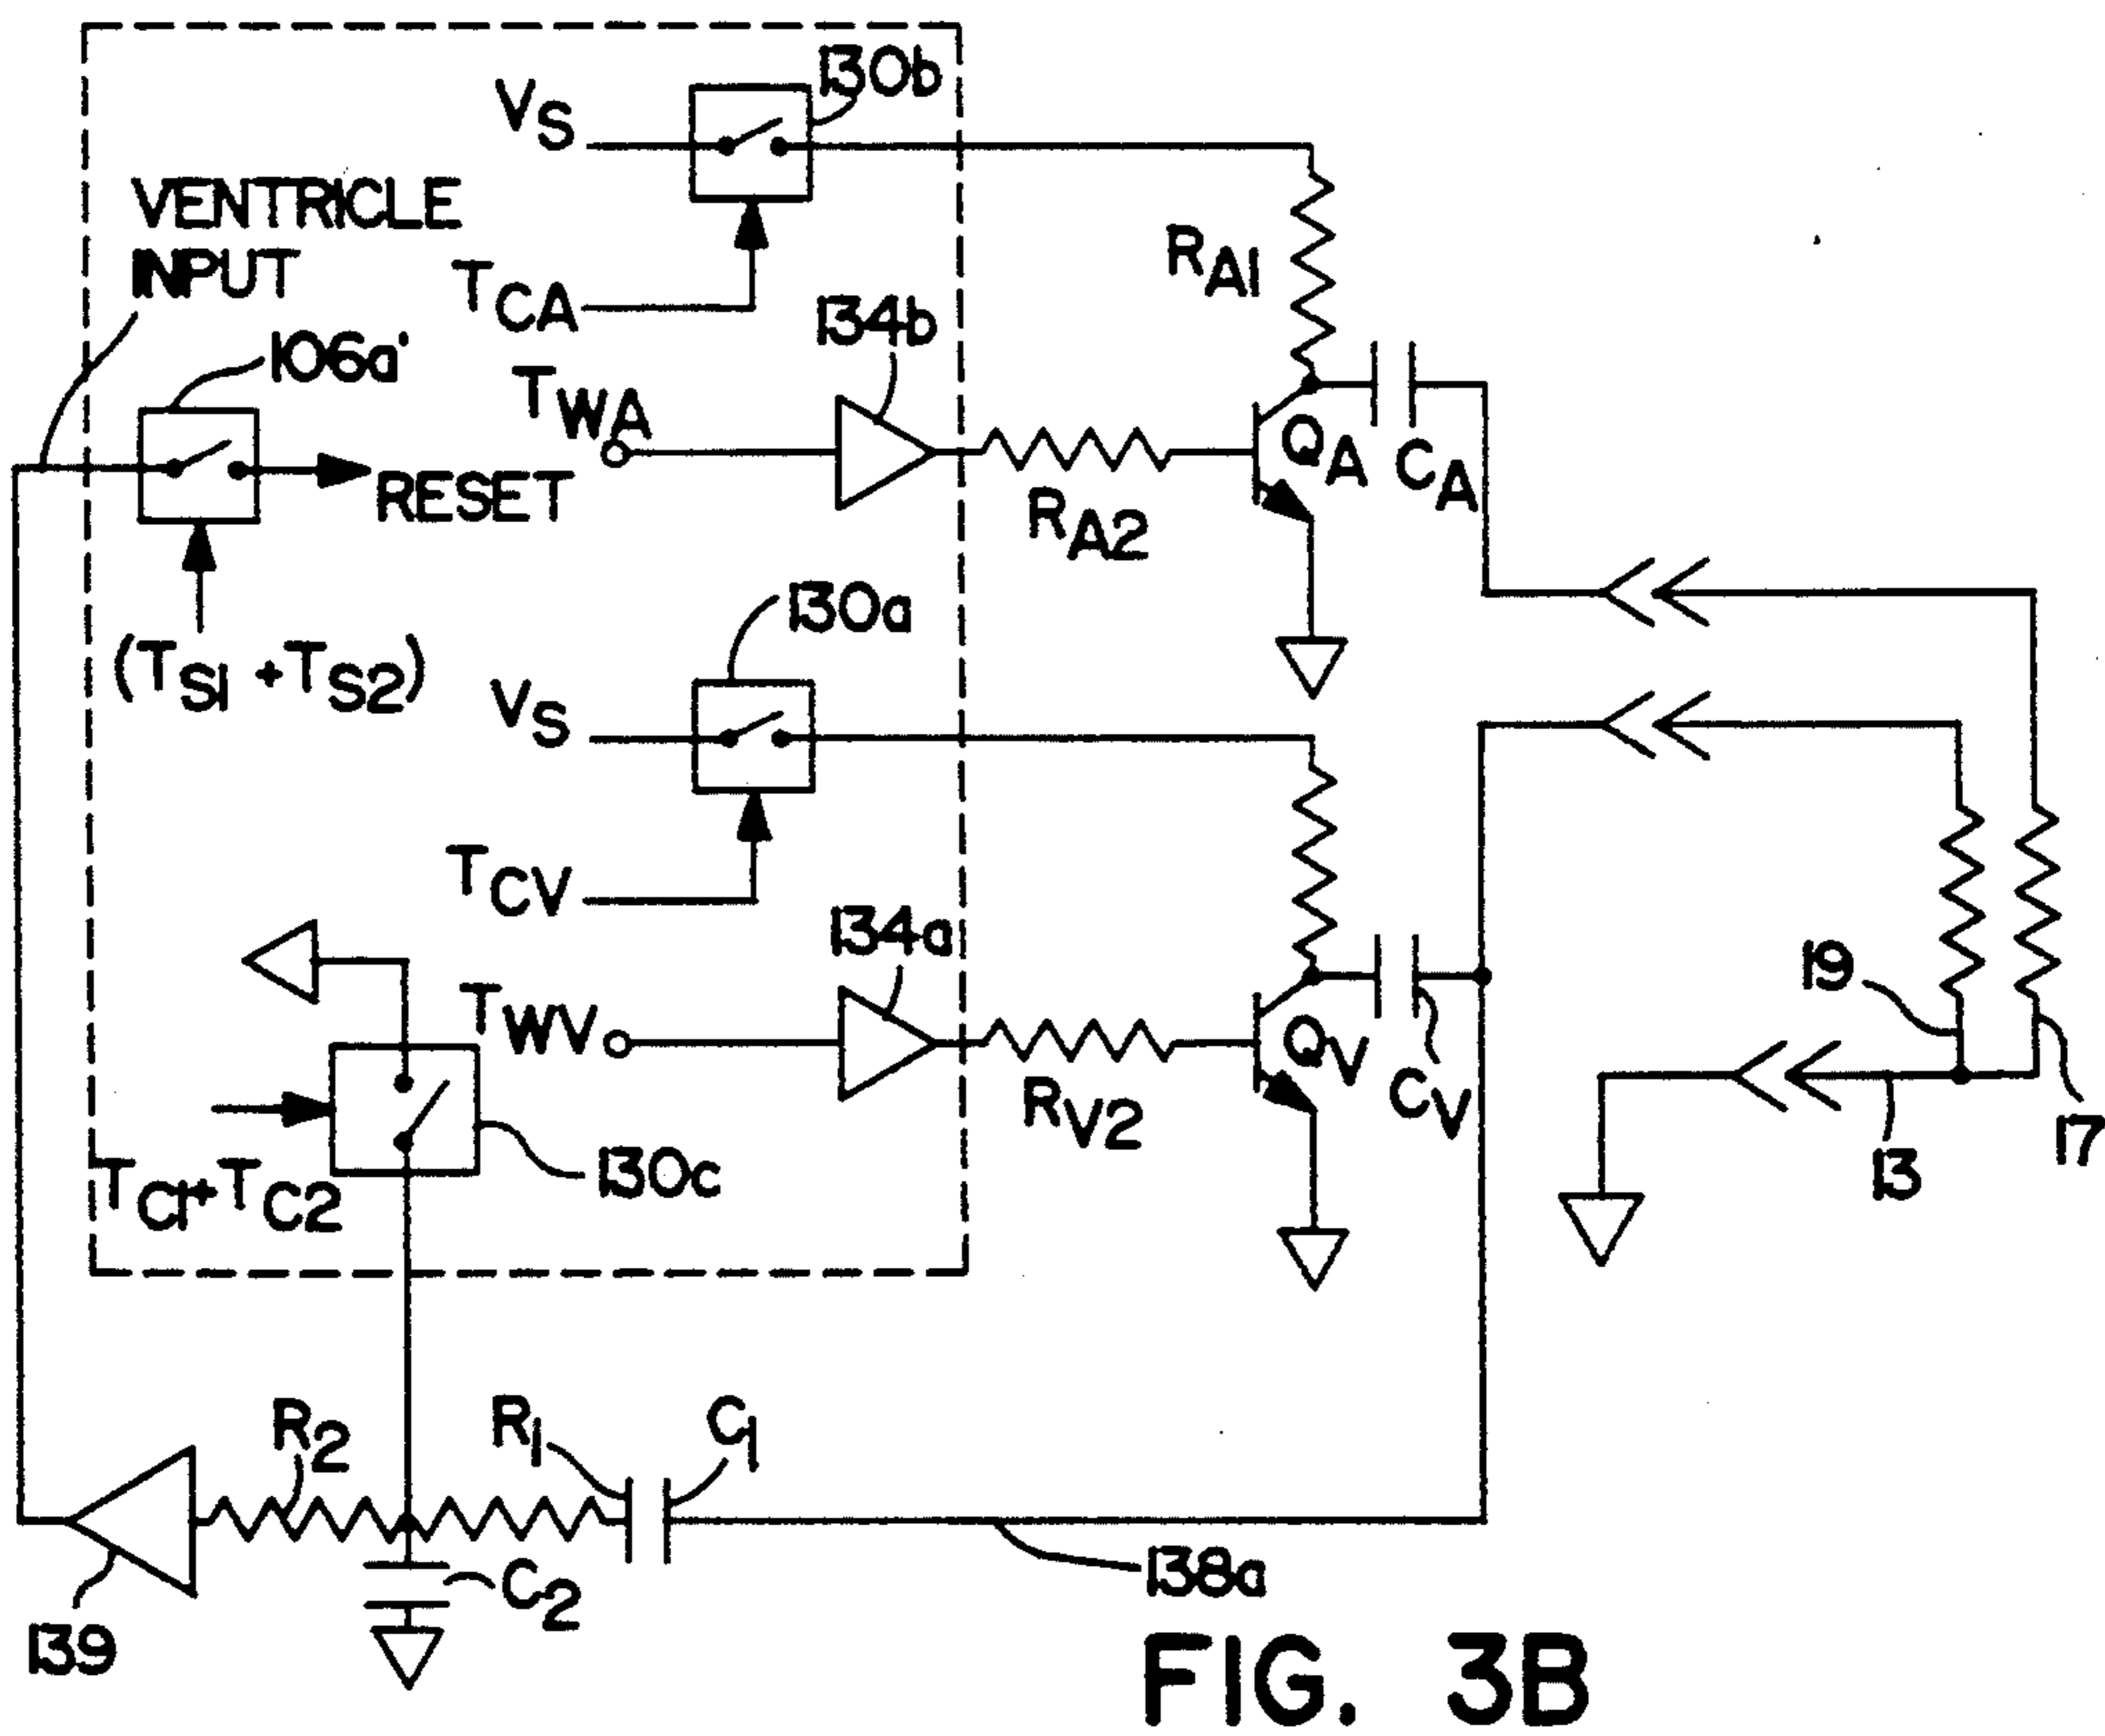 130b
VS
VENTRICLE
INPUT
RA1
TCA
134b
106a'
TWA
QA
CA
RESET
RA2
130a
(TS1 + TS2)
VS
TCV
134a
19
TWV
QV
CV
RV2
17
13
130c
TC1+TC2
R2
R1
C1
C2
138a
139
FIG. 3B